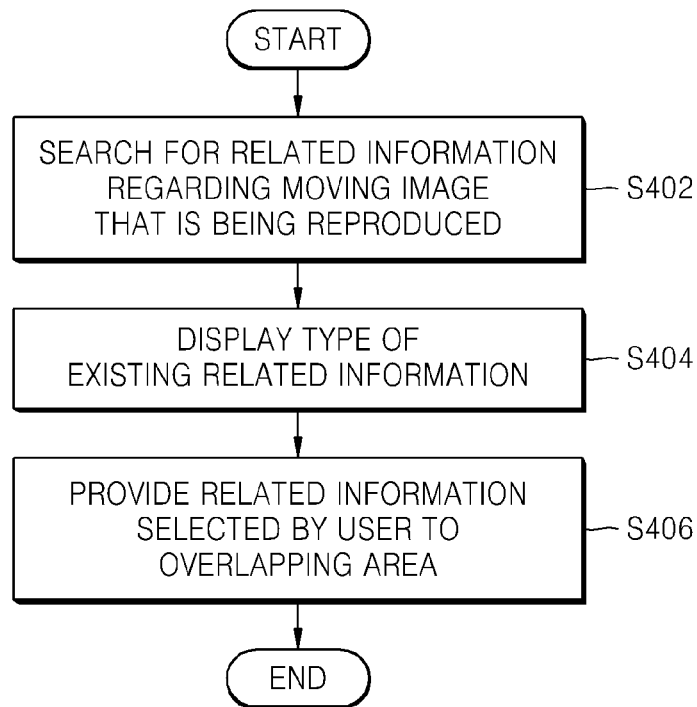 START
SEARCH FOR RELATED INFORMATION
REGARDING MOVING IMAGE
THAT IS BEING REPRODUCED
S402
DISPLAY TYPE OF
EXISTING RELATED INFORMATION
S404
PROVIDE RELATED INFORMATION
SELECTED BY USER TO
OVERLAPPING AREA
S406
END